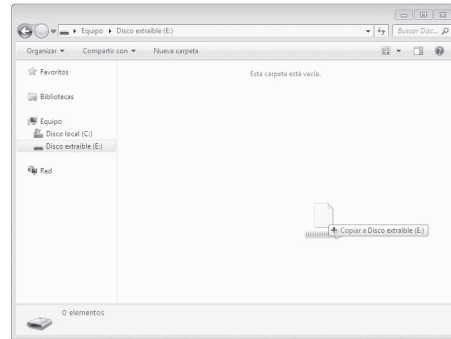 Equipo ▸ Disco extraíble (E:)
Buscar Disc...
Organizar ▾ Compartir con ▾ Nueva carpeta
Favoritos
Esta carpeta está vacía.
Bibliotecas
Equipo
Disco local (C:)
Disco extraíble (E:)
Red
Copiar a Disco extraíble (E:)
0 elementos